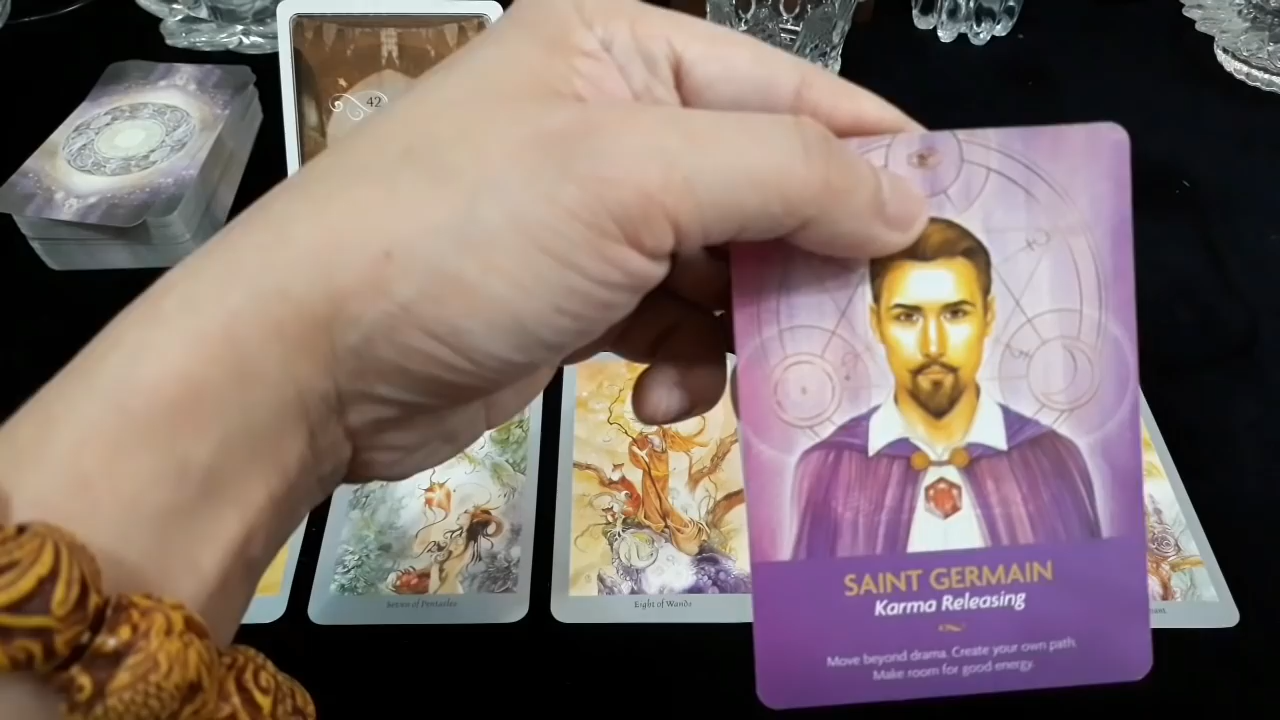 42
Seven of Pentacles
Eight of Wands
SAINT GERMAIN
Karma Releasing
Move beyond drama. Create your own path.
Make room for good energy.